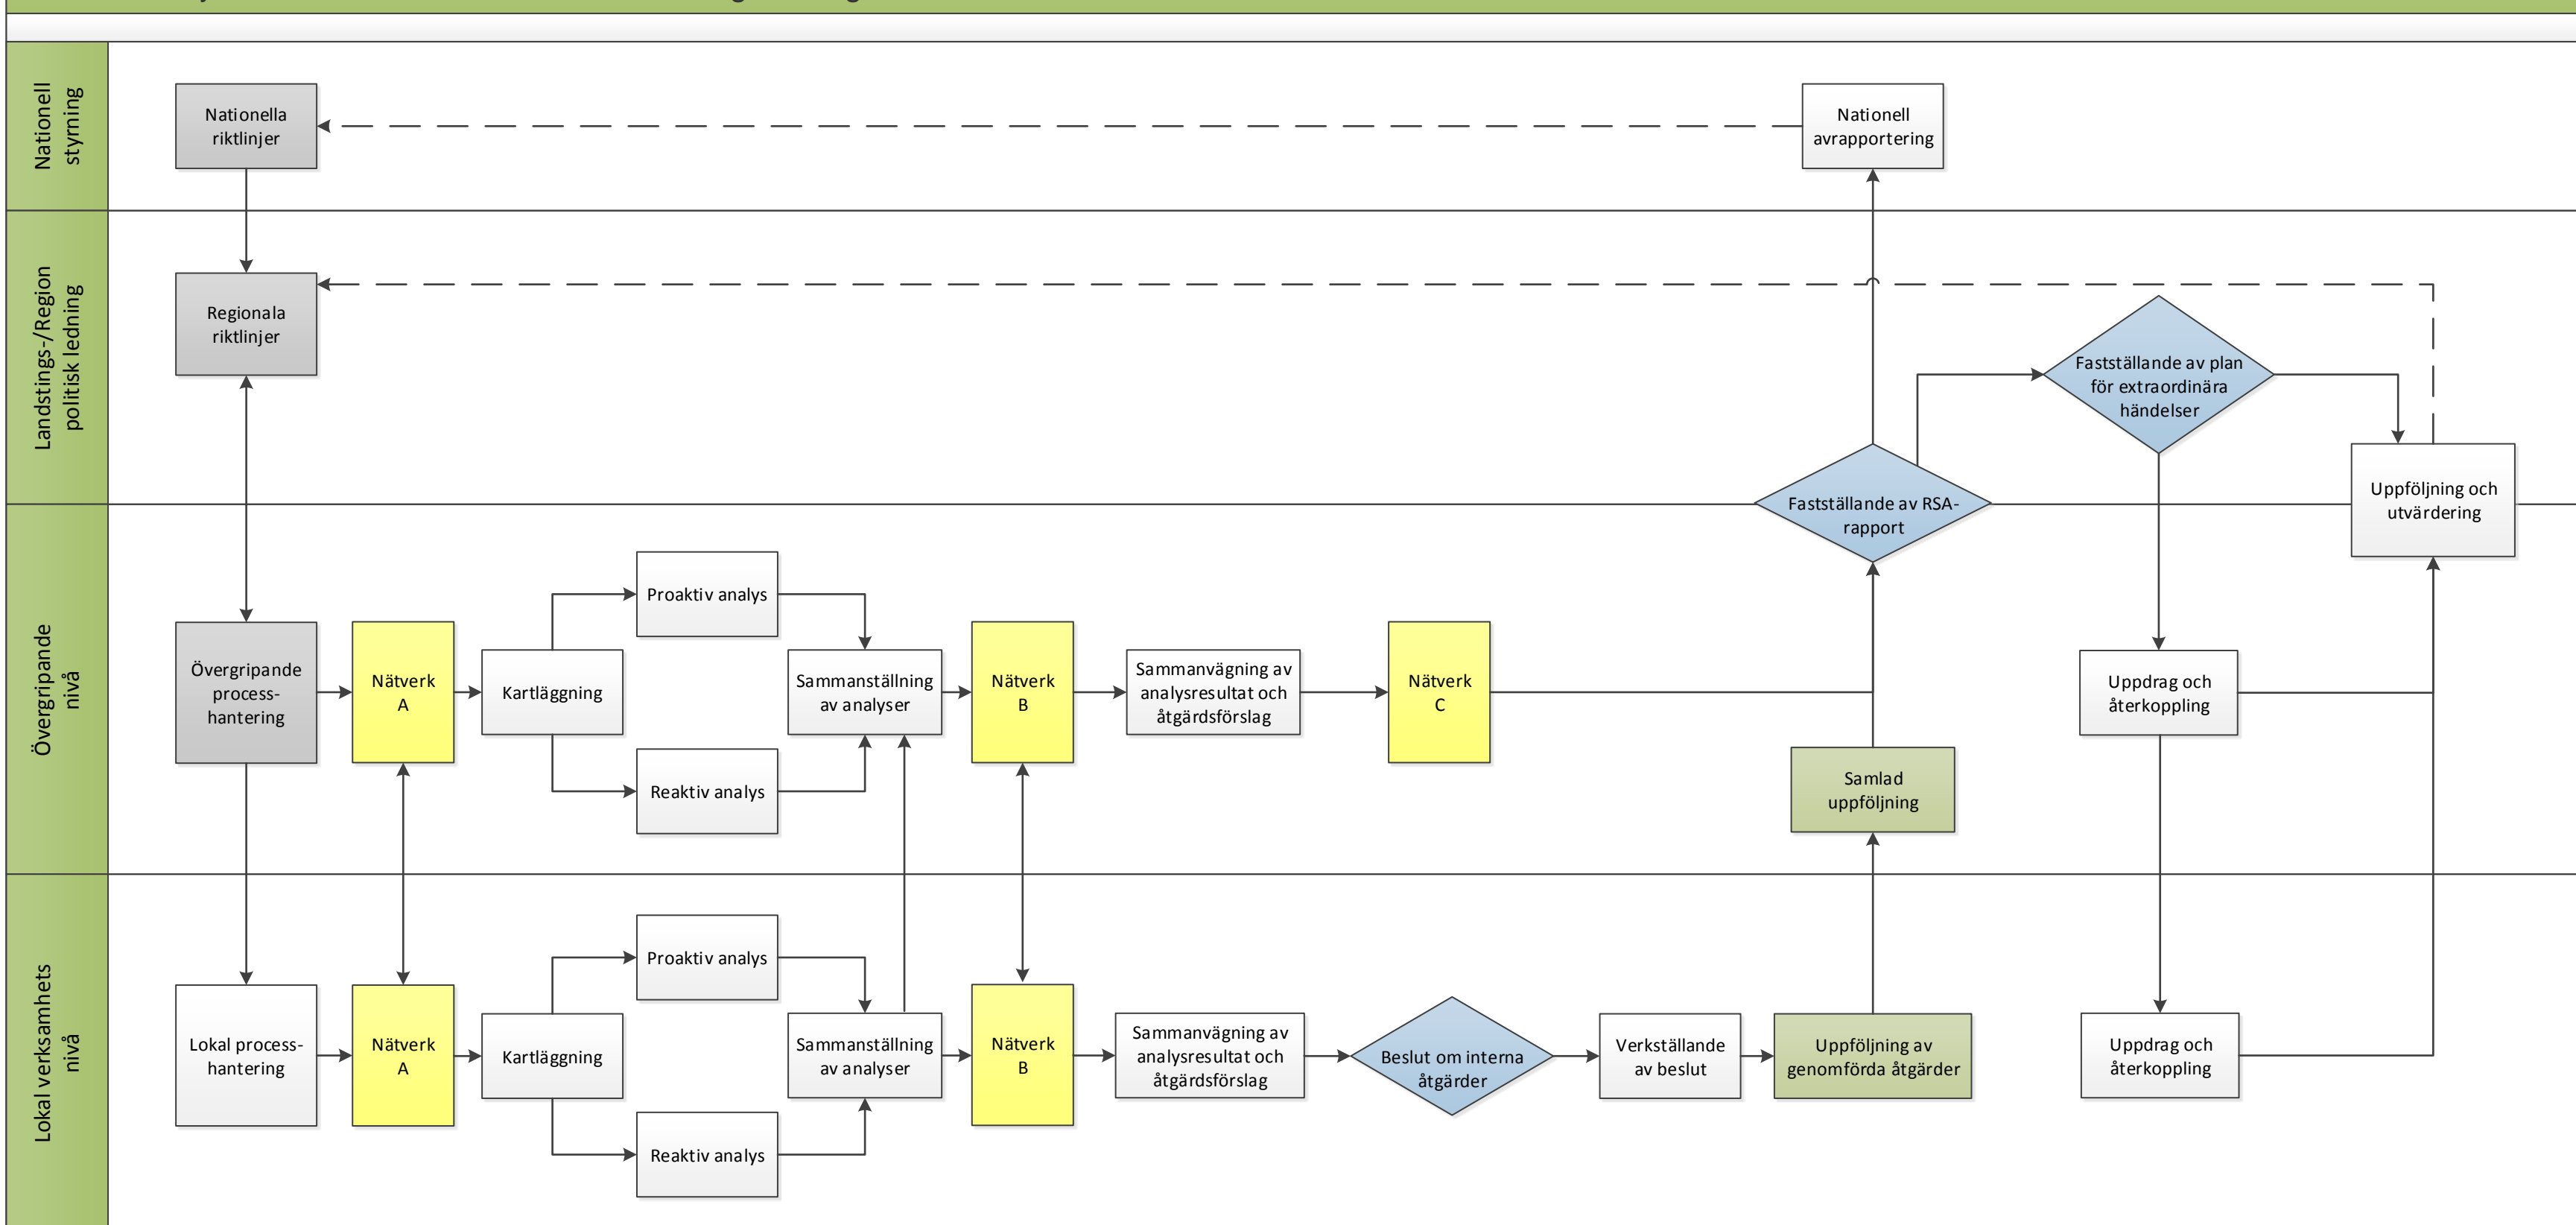 Nationell
styrning
Nationella
riktlinjer
Nationell
avrapportering
Landstings-/Region
politisk ledning
Regionala
riktlinjer
Fastställande av plan
för extraordinära
händelser
Fastställande av RSA-
rapport
Uppföljning och
utvärdering
Övergripande
nivå
Övergripande
process-
hantering
Nätverk
A
Kartläggning
Proaktiv analys
Reaktiv analys
Sammanställning
av analyser
Nätverk
B
Sammanvägning av
analysresultat och
åtgärdsförslag
Nätverk
C
Samlad
uppföljning
Uppdrag och
återkoppling
Lokal verksamhets
nivå
Lokal process-
hantering
Nätverk
A
Kartläggning
Proaktiv analys
Reaktiv analys
Sammanställning
av analyser
Nätverk
B
Sammanvägning av
analysresultat och
åtgärdsförslag
Beslut om interna
åtgärder
Verkställande
av beslut
Uppföljning av
genomförda åtgärder
Uppdrag och
återkoppling